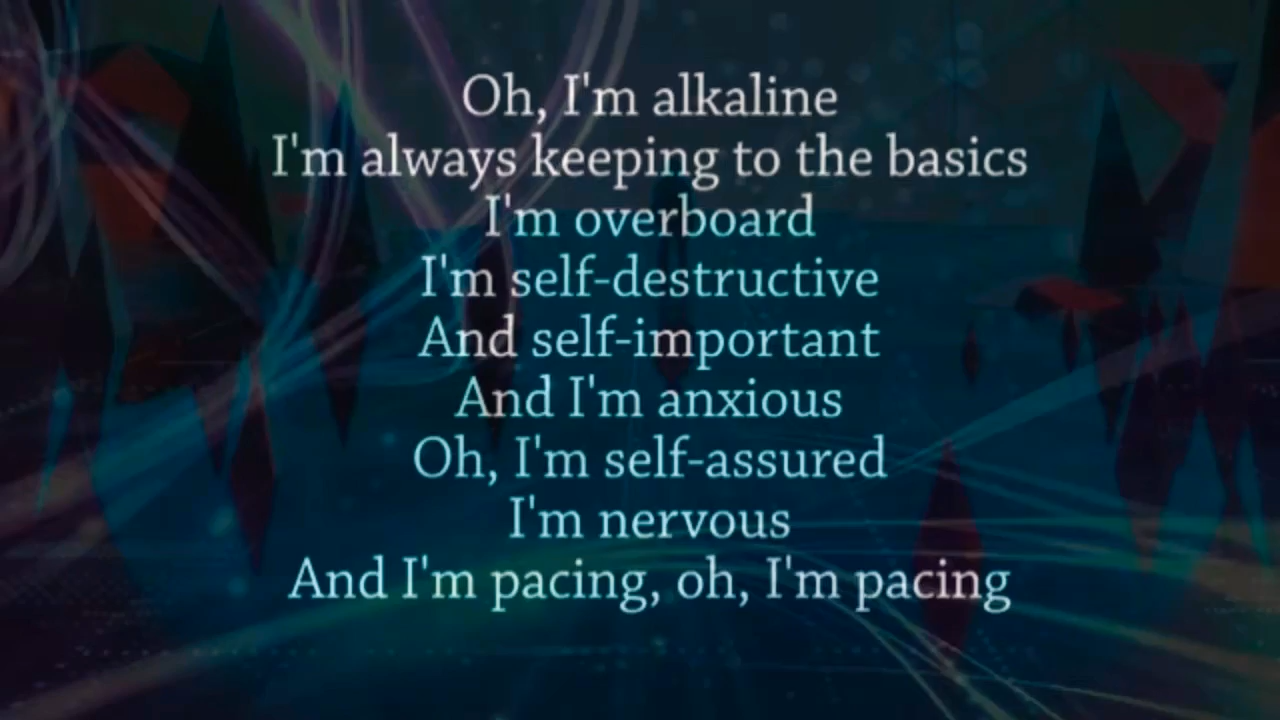 Oh, I'm alkaline
I'm always keeping to the basics
I'm overboard
I'm self-destructive
And self-important
And I'm anxious
Oh, I'm self-assured
I'm nervous
And I'm pacing, oh, I'm pacing